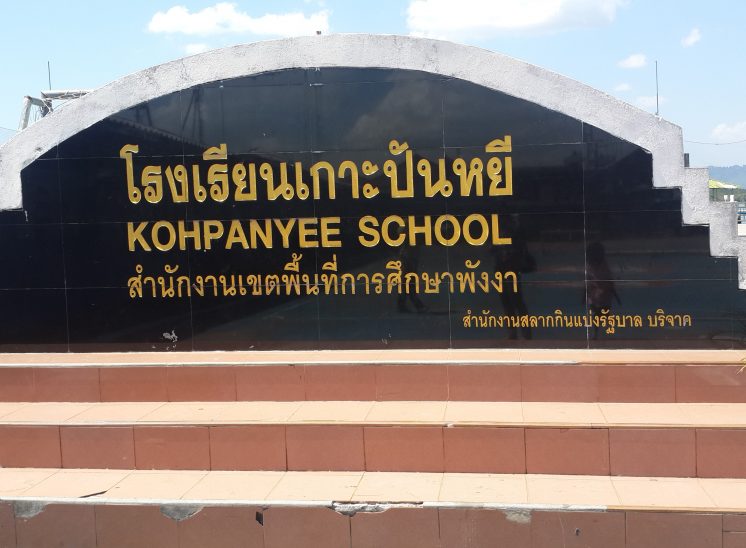 โรงเรียนเกาะปันหยี
KOHPANYEE SCHOOL
สำนักงานเขตพื้นที่การศึกษาพังงา
สำนักงานสลากกินแบ่งรัฐบาล บริจาค